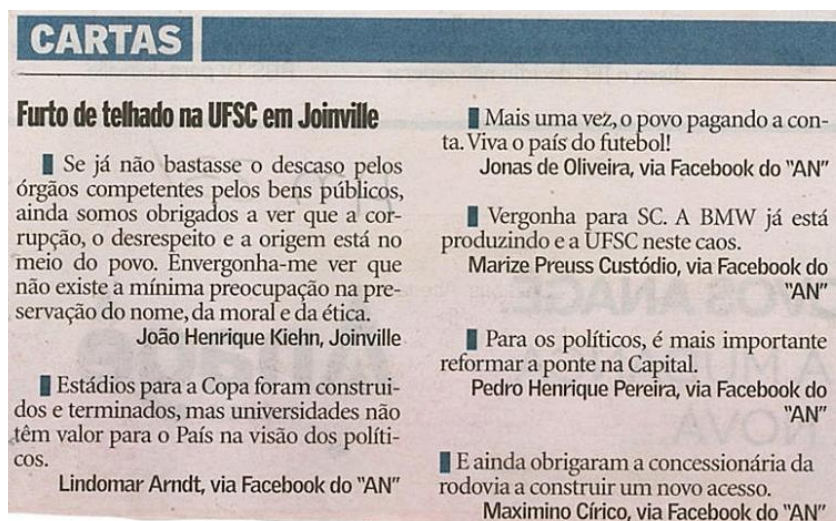 CARTAS
Furto de telhado na UFSC em Joinville
Se já não bastasse o descaso pelos
órgãos competentes pelos bens públicos,
ainda somos obrigados a ver que a cor-
rupção, o desrespeito e a origem está no
meio do povo. Envergonha-me ver que
não existe a mínima preocupação na pre-
servação do nome, da moral e da ética.
João Henrique Kiehn, Joinville
Estádios para a Copa foram construi-
dos e terminados, mas universidades não
têm valor para o País na visão dos políti-
cos.
Lindomar Arndt, via Facebook do "AN"
Mais uma vez, o povo pagando a con-
ta. Viva o país do futebol!
Jonas de Oliveira, via Facebook do "AN"
Vergonha para SC. A BMW já está
produzindo e a UFSC neste caos.
Marize Preuss Custódio, via Facebook do
"AN"
Para os políticos, é mais importante
reformar a ponte na Capital.
Pedro Henrique Pereira, via Facebook do
"AN"
E ainda obrigaram a concessionária da
rodovia a construir um novo acesso.
Maximino Círico, via Facebook do "AN"